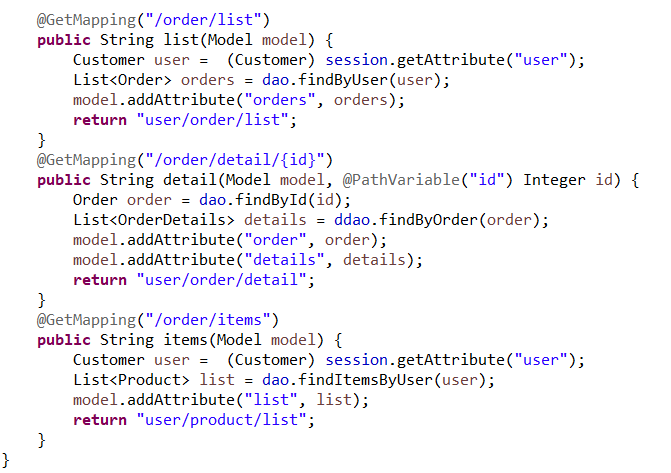 @GetMapping("/order/list")
public String list(Model model) {
Customer user =  (Customer) session.getAttribute("user");
List<Order> orders = dao.findByUser(user);
model.addAttribute("orders", orders);
return "user/order/list";
}
@GetMapping("/order/detail/{id}")
public String detail(Model model, @PathVariable("id") Integer id) {
Order order = dao.findById(id);
List<OrderDetails> details = ddao.findByOrder(order);
model.addAttribute("order", order);
model.addAttribute("details", details);
return "user/order/detail";
}
@GetMapping("/order/items")
public String items(Model model) {
Customer user =  (Customer) session.getAttribute("user");
List<Product> list = dao.findItemsByUser(user);
model.addAttribute("list", list);
return "user/product/list";
}
}